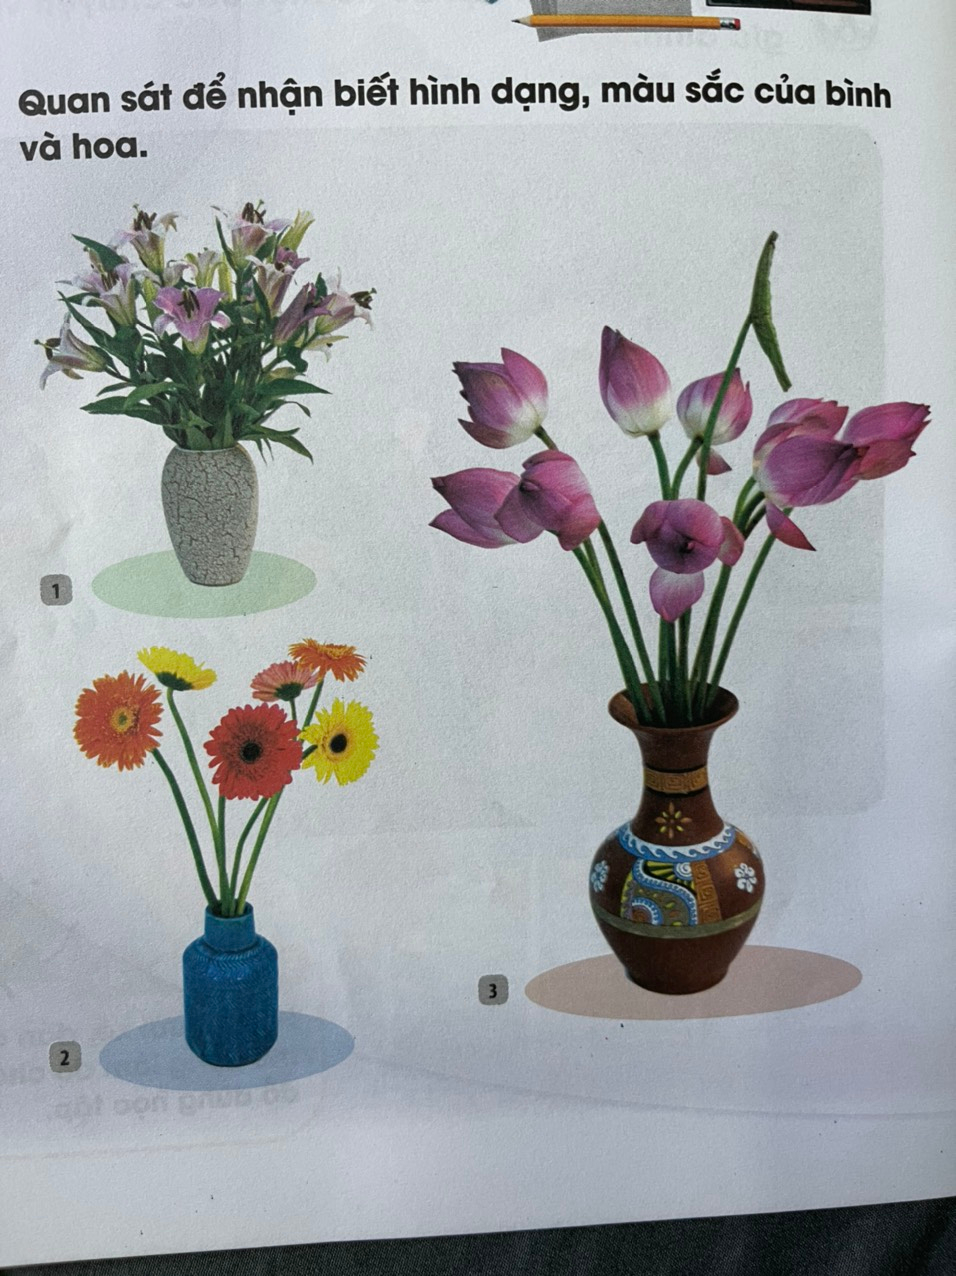 Quan sát để nhận biết hình dạng, màu sắc của bình
và hoa.
1
2
3